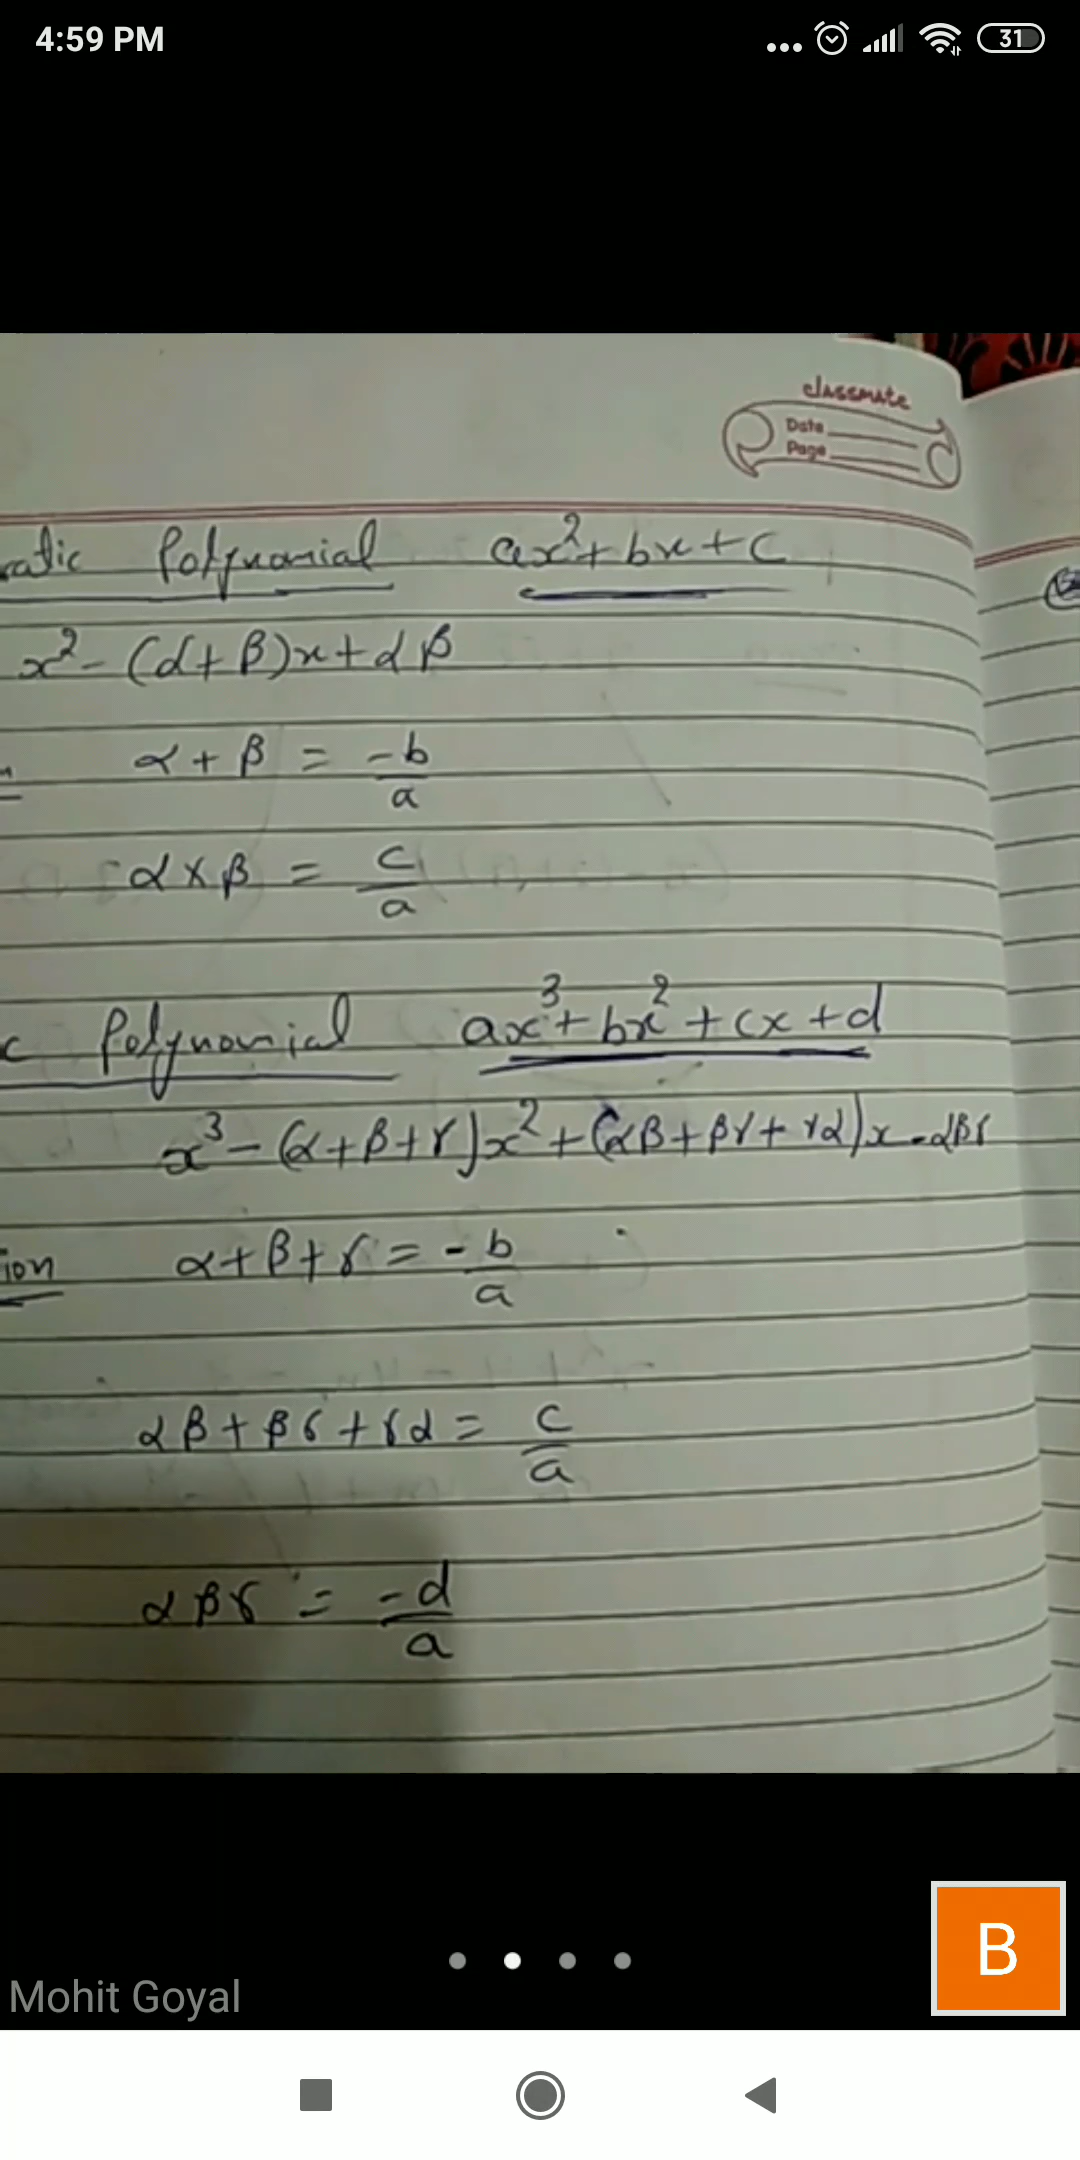 4:59 PM
31
classmate
Date
Page
ratic Polynomial ax²+bx+c
x² - (α+β)x+αβ
α + β = -b/a
α × β = c/a
c Polynomial ax³+bx²+cx+d
x³ - (α+β+γ)x²+(αβ+βγ+γα)x-αβγ
ion α+β+γ = -b/a
αβ+βγ+γα = c/a
αβγ = -d/a
B
Mohit Goyal